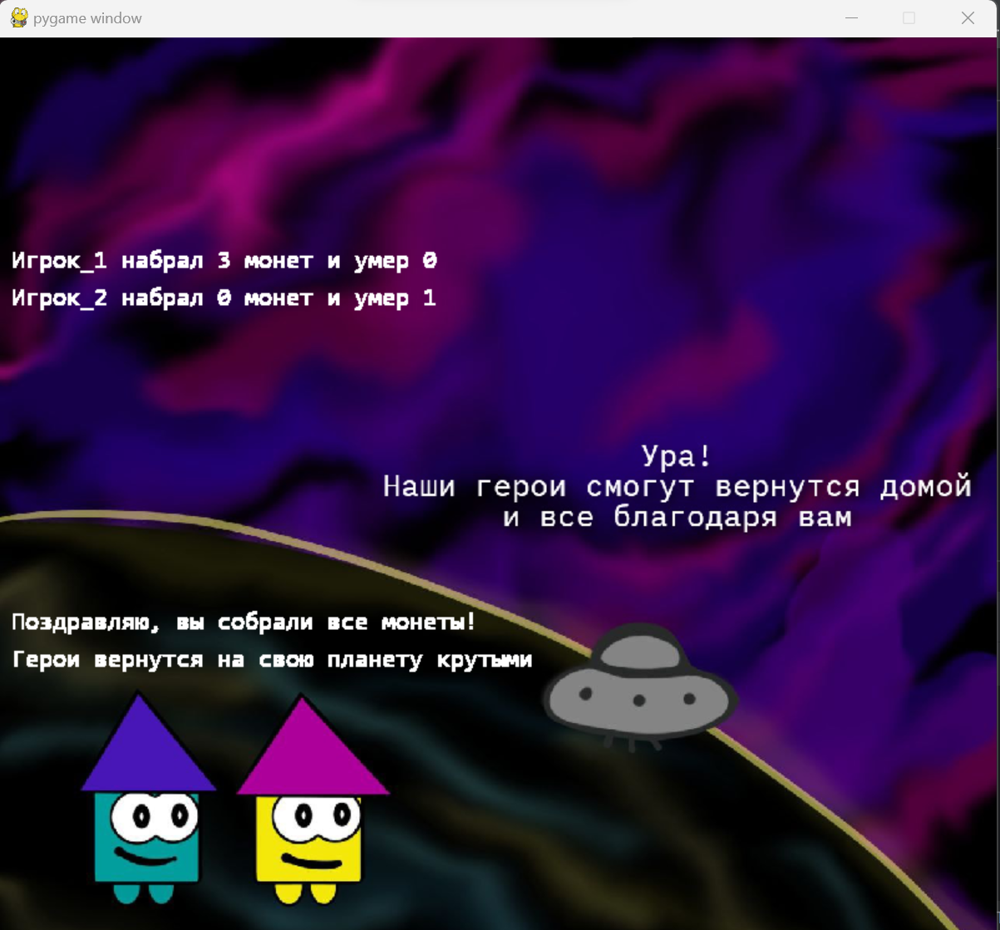 pygame window
Игрок_1 набрал 3 монет и умер 0
Игрок_2 набрал 0 монет и умер 1
Ура!
Наши герои смогут вернутся домой
и все благодаря вам
Поздравляю, вы собрали все монеты!
Герои вернутся на свою планету крутыми